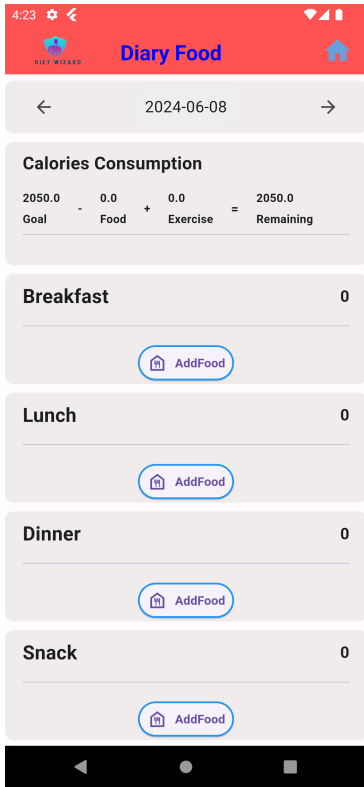 4:23
DIET WIZARD
Diary Food
2024-06-08
Calories Consumption
2050.0 - 0.0 + 0.0 = 2050.0
Goal Food Exercise Remaining
Breakfast 0
AddFood
Lunch 0
AddFood
Dinner 0
AddFood
Snack 0
AddFood